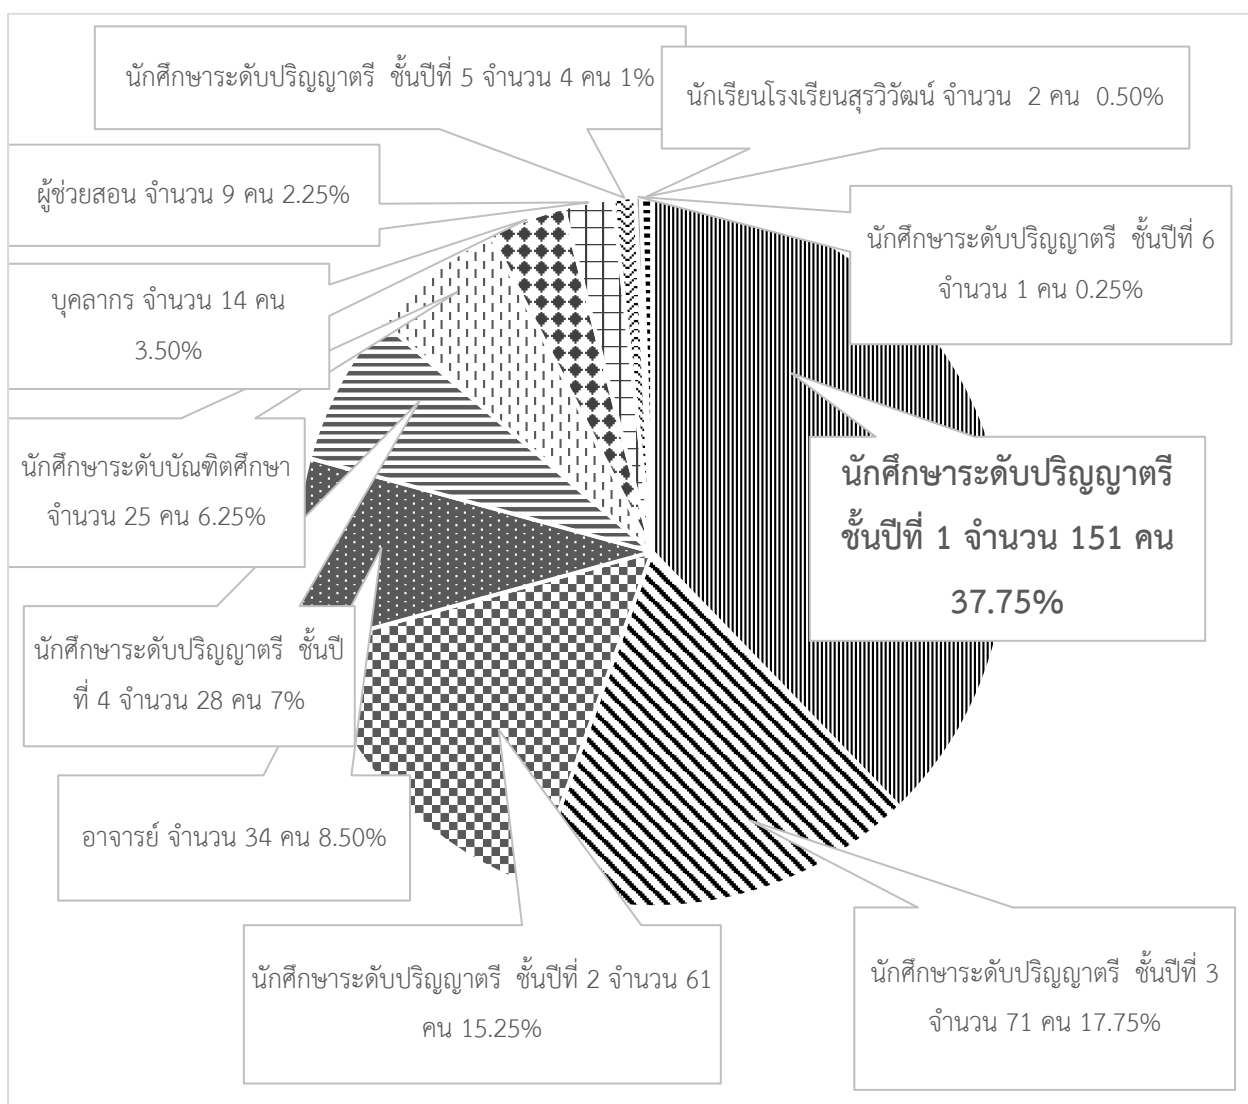 นักศึกษาระดับปริญญาตรี ชั้นปีที่ 5 จำนวน 4 คน 1%
นักเรียนโรงเรียนสุรวิวัฒน์ จำนวน 2 คน 0.50%
ผู้ช่วยสอน จำนวน 9 คน 2.25%
นักศึกษาระดับปริญญาตรี ชั้นปีที่ 6
จำนวน 1 คน 0.25%
บุคลากร จำนวน 14 คน
3.50%
นักศึกษาระดับบัณฑิตศึกษา
จำนวน 25 คน 6.25%
นักศึกษาระดับปริญญาตรี
ชั้นปีที่ 1 จำนวน 151 คน
37.75%
นักศึกษาระดับปริญญาตรี ชั้นปี
ที่ 4 จำนวน 28 คน 7%
อาจารย์ จำนวน 34 คน 8.50%
นักศึกษาระดับปริญญาตรี ชั้นปีที่ 2 จำนวน 61
คน 15.25%
นักศึกษาระดับปริญญาตรี ชั้นปีที่ 3
จำนวน 71 คน 17.75%